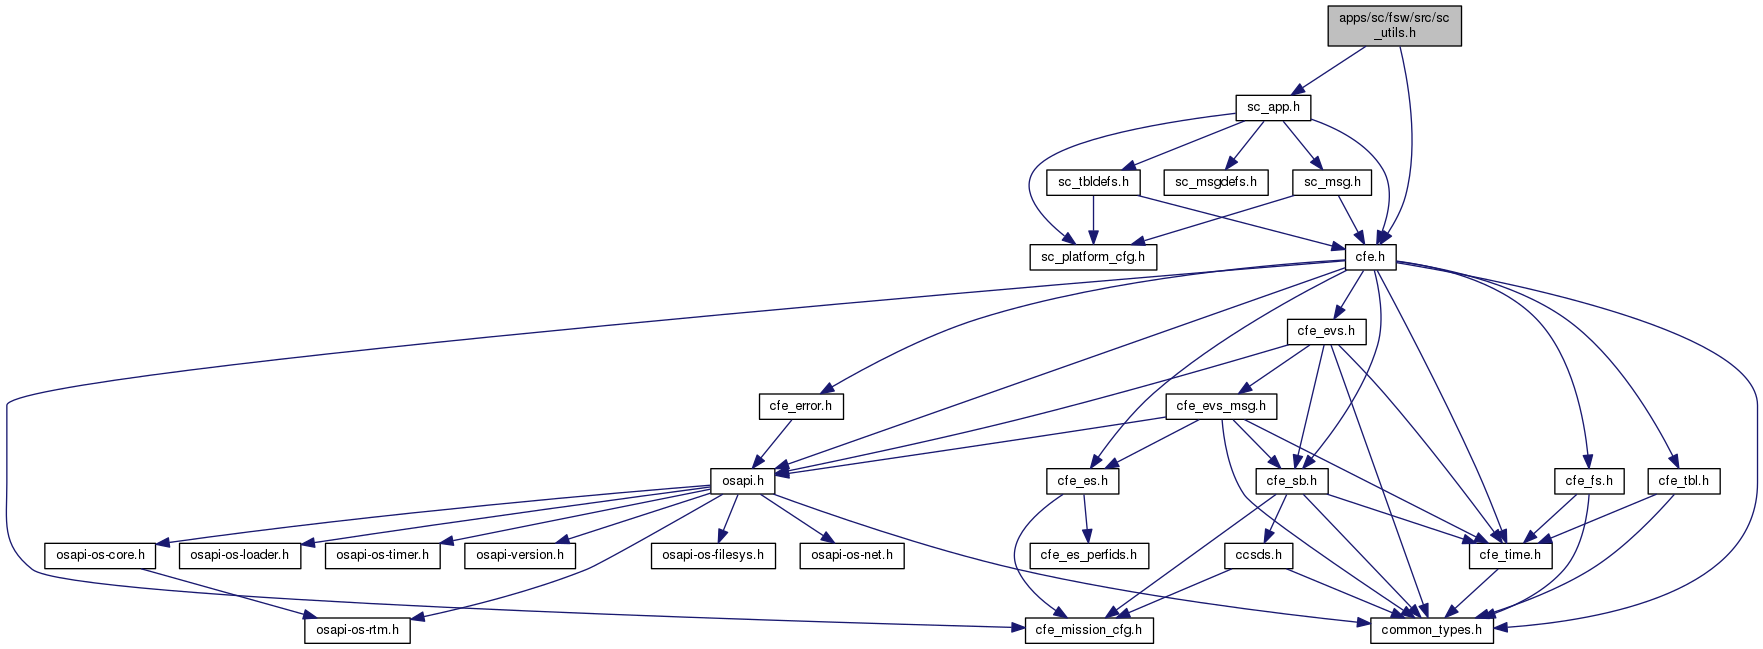 apps/sc/fsw/src/sc
_utils.h
sc_app.h
sc_tbldefs.h
sc_msgdefs.h
sc_msg.h
sc_platform_cfg.h
cfe.h
cfe_evs.h
cfe_error.h
cfe_evs_msg.h
osapi.h
cfe_es.h
cfe_sb.h
cfe_fs.h
cfe_tbl.h
osapi-os-core.h
osapi-os-loader.h
osapi-os-timer.h
osapi-version.h
osapi-os-filesys.h
osapi-os-net.h
cfe_es_perfids.h
ccsds.h
cfe_time.h
osapi-os-rtm.h
cfe_mission_cfg.h
common_types.h